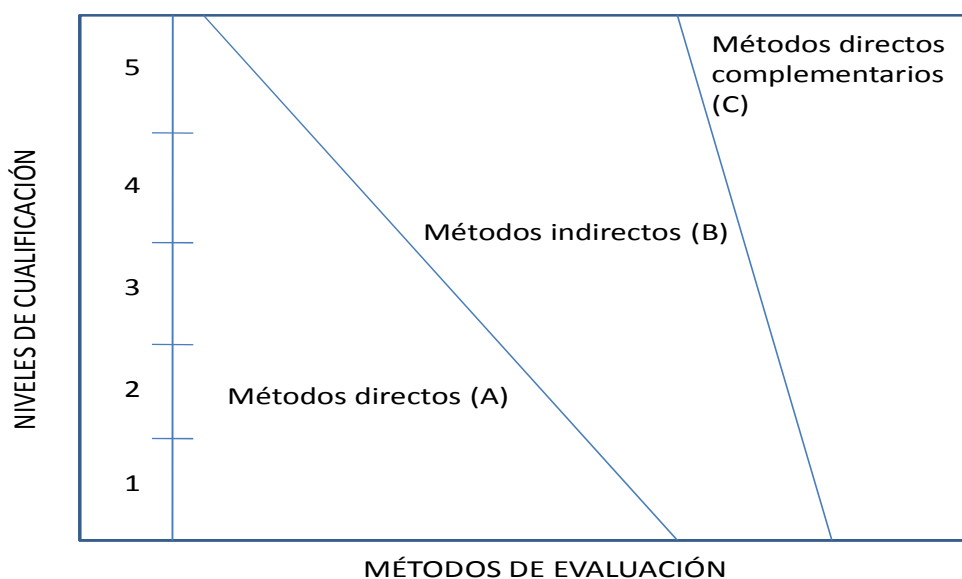 NIVELES DE CUALIFICACIÓN
5
4
3
2
1
Métodos directos
complementarios
(C)
Métodos indirectos (B)
Métodos directos (A)
MÉTODOS DE EVALUACIÓN